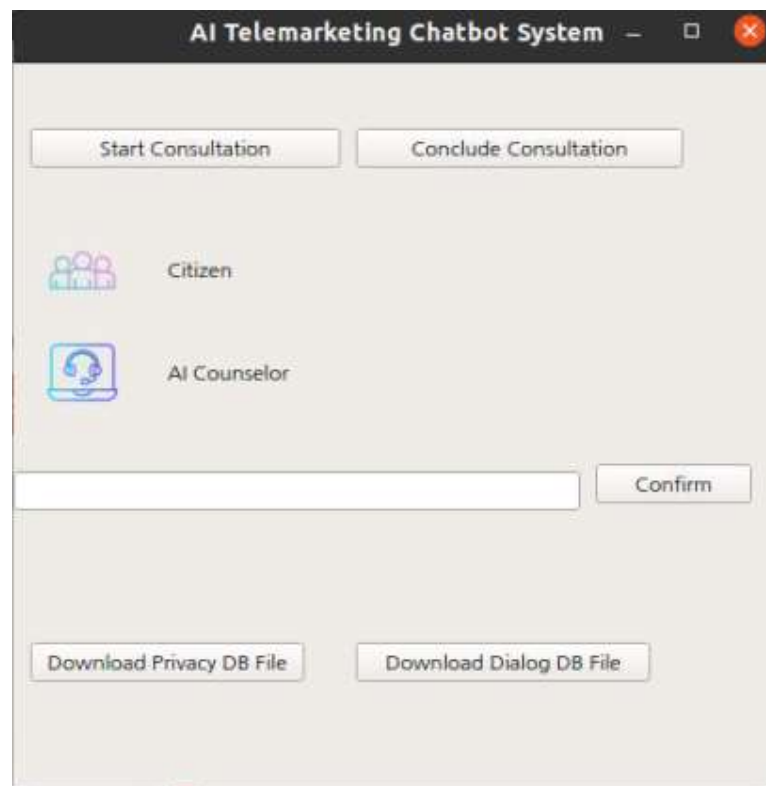 AI Telemarketing Chatbot System
Start Consultation
Conclude Consultation
Citizen
AI Counselor
Confirm
Download Privacy DB File
Download Dialog DB File